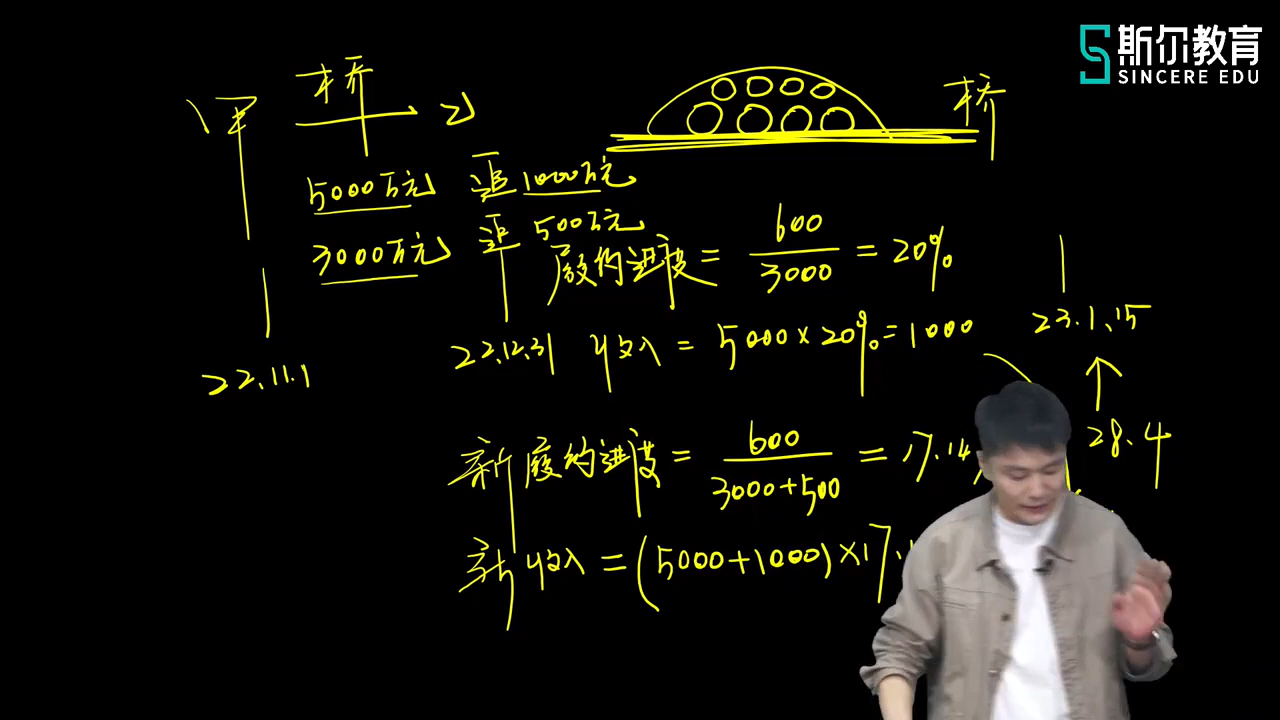 斯尔教育
SINCERE EDU
甲 桥 乙
桥
5000万元 追1000万元
3000万元 追 500万元
履约进度 = 600/3000 = 20%
23.1.15
22.12.31 收入 = 5000×20% = 1000
22.11.1
28.4
新履约进度 = 600/3000+500 = 17.14
新收入 = (5000+1000)×17.